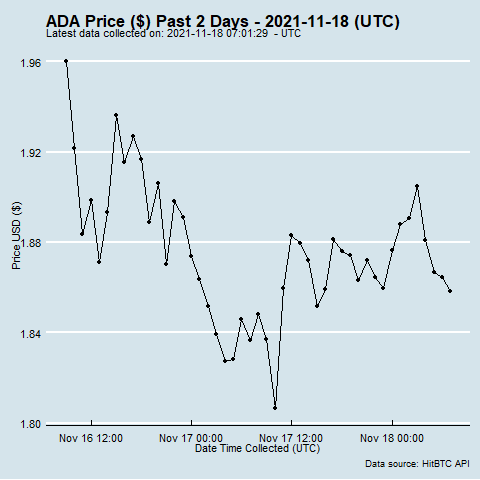 ADA Price ($) Past 2 Days - 2021-11-18 (UTC)
Latest data collected on: 2021-11-18 07:01:29 - UTC
1.96
1.92
1.88
1.84
1.80
Price USD ($)
Nov 16 12:00 Nov 17 00:00 Nov 17 12:00 Nov 18 00:00
Date Time Collected (UTC)
Data source: HitBTC API